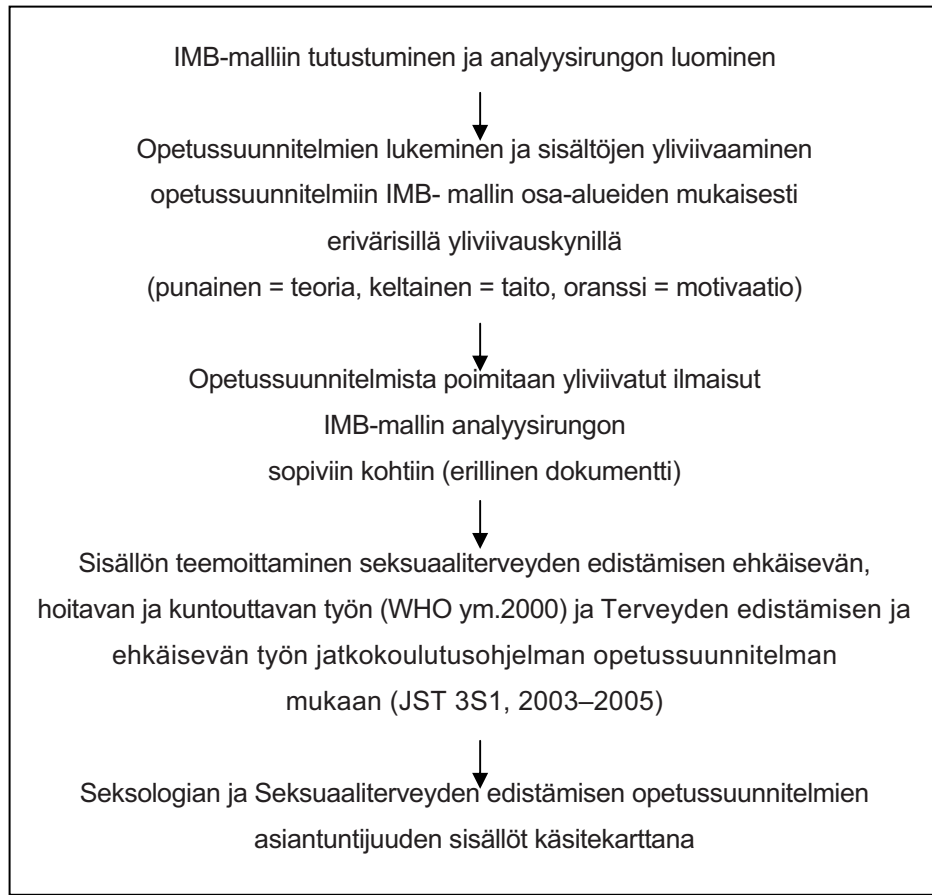 IMB-malliin tutustuminen ja analyysirungon luominen
Opetussuunnitelmien lukeminen ja sisältöjen yliviivaaminen
opetussuunnitelmiin IMB- mallin osa-alueiden mukaisesti
erivärisillä yliviivauskynillä
(punainen = teoria, keltainen = taito, oranssi = motivaatio)
Opetussuunnitelmista poimitaan yliviivatut ilmaisut
IMB-mallin analyysirungon
sopiviin kohtiin (erillinen dokumentti)
Sisällön teemoittaminen seksuaaliterveyden edistämisen ehkäisevän,
hoitavan ja kuntouttavan työn (WHO ym.2000) ja Terveyden edistämisen ja
ehkäisevän työn jatkokoulutusohjelman opetussuunnitelman
mukaan (JST 3S1, 2003–2005)
Seksologian ja Seksuaaliterveyden edistämisen opetussuunnitelmien
asiantuntijuuden sisällöt käsitekarttana